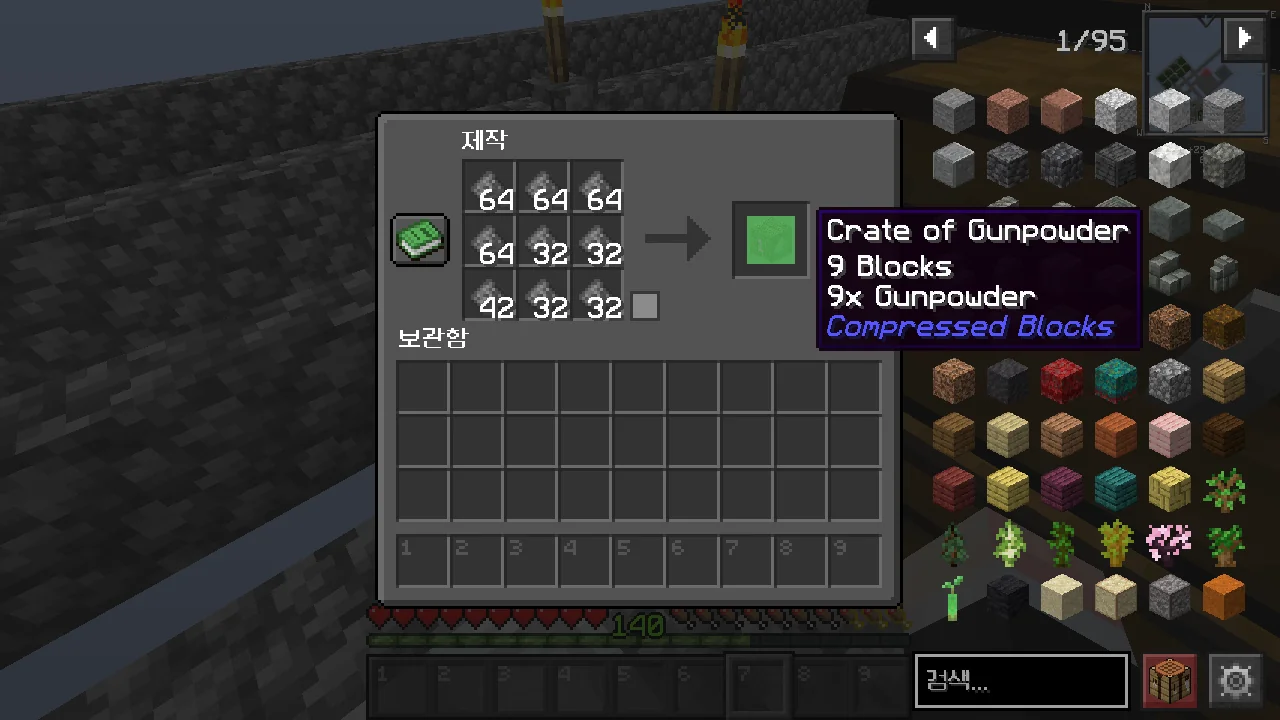 1/95
제작
64 64 64
64 32 32
42 32 32
Crate of Gunpowder
9 Blocks
9x Gunpowder
Compressed Blocks
보관함
1 2 3 4 5 6 7 8 9
140
1 2 3 4 5 6 7 8 9
검색...
N
E
W
S